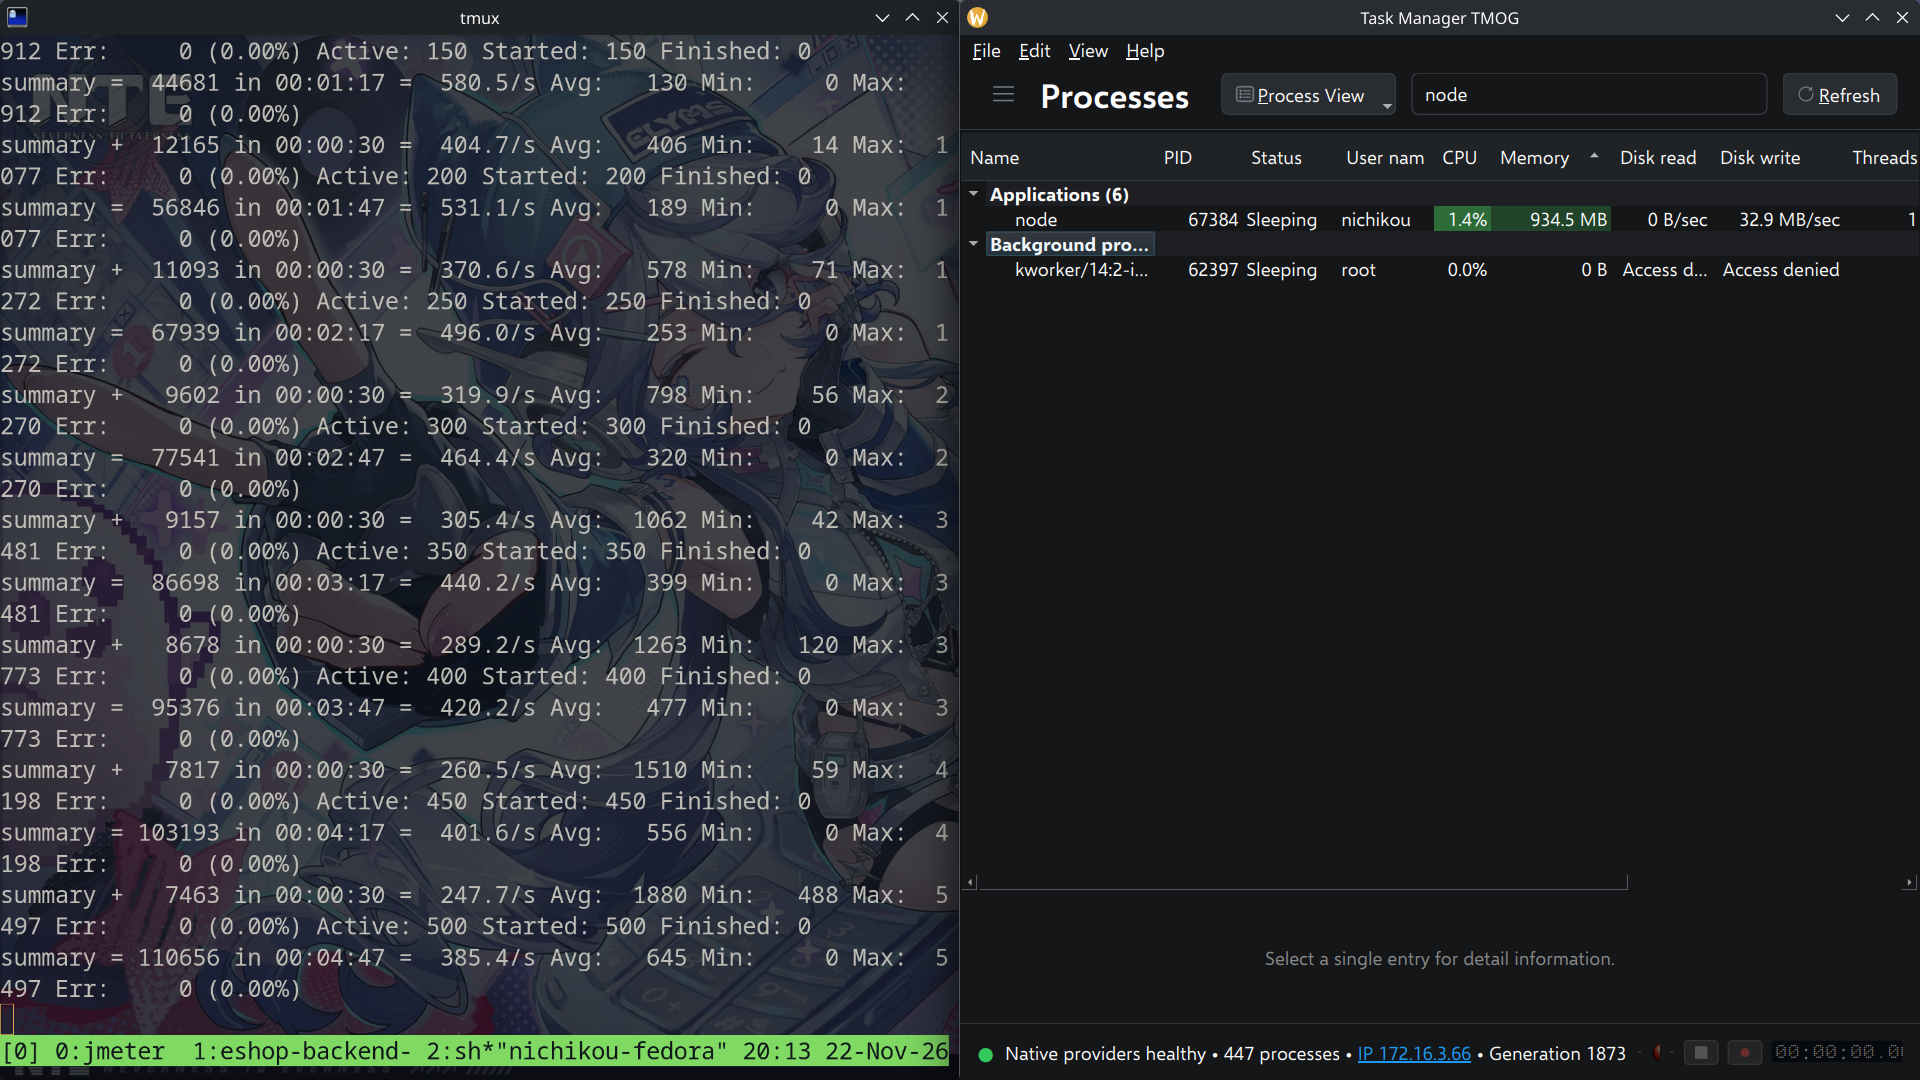 tmux
912 Err:     0 (0.00%) Active: 150 Started: 150 Finished: 0
summary =  44681 in 00:01:17 =  580.5/s Avg:   130 Min:     0 Max:
912 Err:     0 (0.00%)
summary +  12165 in 00:00:30 =  404.7/s Avg:   406 Min:    14 Max:  1
077 Err:     0 (0.00%) Active: 200 Started: 200 Finished: 0
summary =  56846 in 00:01:47 =  531.1/s Avg:   189 Min:     0 Max:  1
077 Err:     0 (0.00%)
summary +  11093 in 00:00:30 =  370.6/s Avg:   578 Min:    71 Max:  1
272 Err:     0 (0.00%) Active: 250 Started: 250 Finished: 0
summary =  67939 in 00:02:17 =  496.0/s Avg:   253 Min:     0 Max:  1
272 Err:     0 (0.00%)
summary +   9602 in 00:00:30 =  319.9/s Avg:   798 Min:    56 Max:  2
270 Err:     0 (0.00%) Active: 300 Started: 300 Finished: 0
summary =  77541 in 00:02:47 =  464.4/s Avg:   320 Min:     0 Max:  2
270 Err:     0 (0.00%)
summary +   9157 in 00:00:30 =  305.4/s Avg:  1062 Min:    42 Max:  3
481 Err:     0 (0.00%) Active: 350 Started: 350 Finished: 0
summary =  86698 in 00:03:17 =  440.2/s Avg:   399 Min:     0 Max:  3
481 Err:     0 (0.00%)
summary +   8678 in 00:00:30 =  289.2/s Avg:  1263 Min:   120 Max:  3
773 Err:     0 (0.00%) Active: 400 Started: 400 Finished: 0
summary =  95376 in 00:03:47 =  420.2/s Avg:   477 Min:     0 Max:  3
773 Err:     0 (0.00%)
summary +   7817 in 00:00:30 =  260.5/s Avg:  1510 Min:    59 Max:  4
198 Err:     0 (0.00%) Active: 450 Started: 450 Finished: 0
summary = 103193 in 00:04:17 =  401.6/s Avg:   556 Min:     0 Max:  4
198 Err:     0 (0.00%)
summary +   7463 in 00:00:30 =  247.7/s Avg:  1880 Min:   488 Max:  5
497 Err:     0 (0.00%) Active: 500 Started: 500 Finished: 0
summary = 110656 in 00:04:47 =  385.4/s Avg:   645 Min:     0 Max:  5
497 Err:     0 (0.00%)
[0] 0:jmeter  1:eshop-backend- 2:sh*"nichikou-fedora" 20:13 22-Nov-26
NTE
NEVERNESS TO EVERNESS
ELYMS
Task Manager TMOG
File Edit View Help
Processes Process View node Refresh
Name PID Status User nam CPU Memory Disk read Disk write Threads
Applications (6)
node 67384 Sleeping nichikou 1.4% 934.5 MB 0 B/sec 32.9 MB/sec 1
Background pro...
kworker/14:2-i... 62397 Sleeping root 0.0% 0 B Access d... Access denied
Select a single entry for detail information.
Native providers healthy • 447 processes • IP 172.16.3.66 • Generation 1873